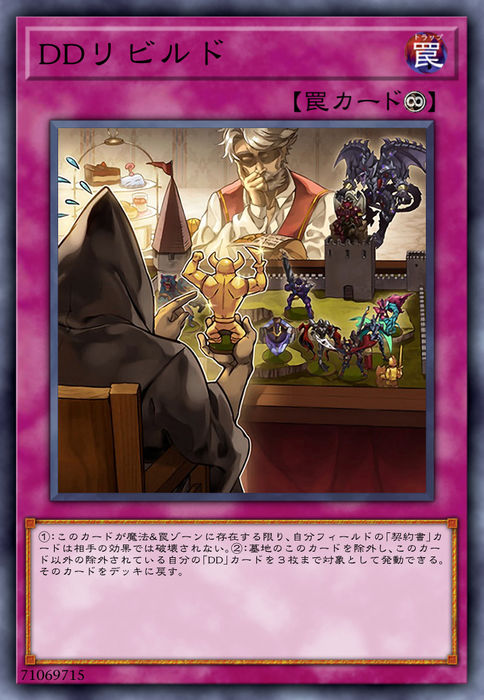 DDリビルド
トラップ
罠
【罠カード】
①:このカードが魔法&罠ゾーンに存在する限り、自分フィールドの「契約書」カ
ードは相手の効果では破壊されない。②:墓地のこのカードを除外し、このカー
ド以外の除外されている自分の「DD」カードを3枚まで対象として発動できる。
そのカードをデッキに戻す。
71069715